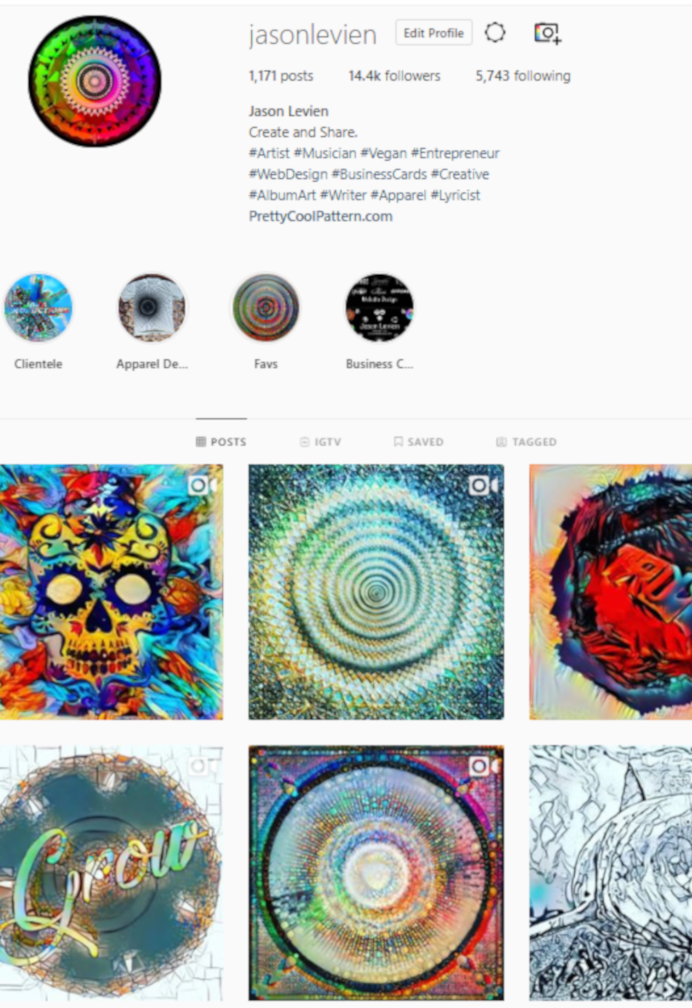 jasonlevien Edit Profile
1,171 posts 14.4k followers 5,743 following
Jason Levien
Create and Share.
#Artist #Musician #Vegan #Entrepreneur
#WebDesign #BusinessCards #Creative
#AlbumArt #Writer #Apparel #Lyricist
PrettyCoolPattern.com
Jason Levien
Clientele Apparel De... Favs Business C...
POSTS IGTV SAVED TAGGED
Grow